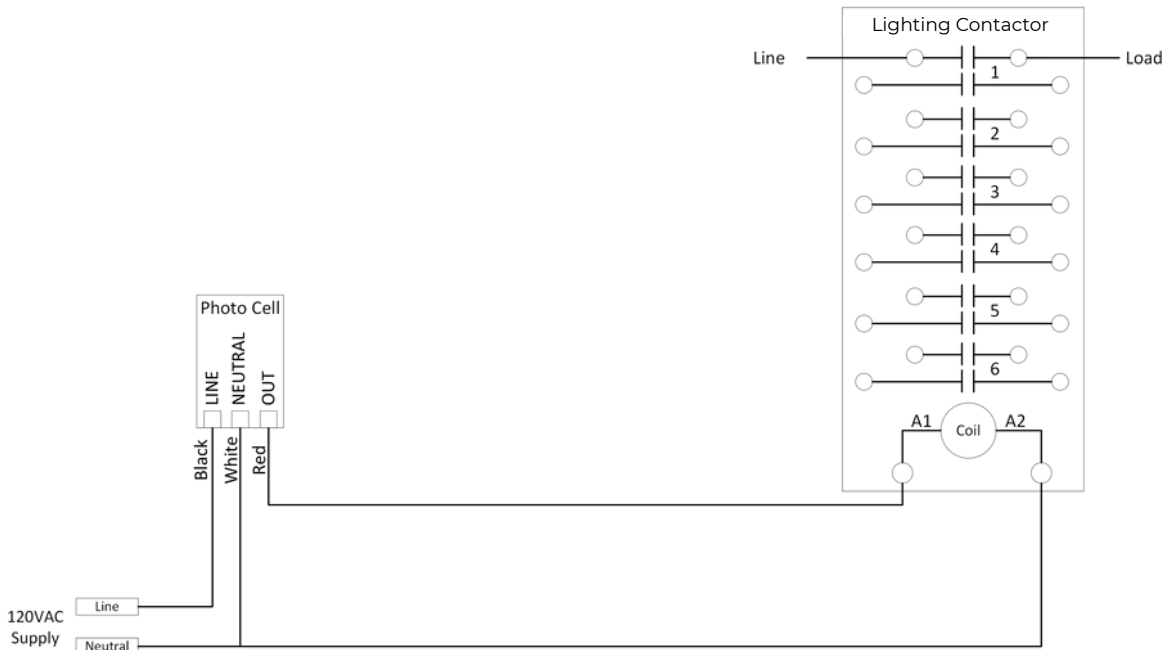 Lighting Contactor
Line
Load
1
2
3
4
5
6
A1
Coil
A2
Photo Cell
LINE
NEUTRAL
OUT
Black
White
Red
120VAC
Supply
Line
Neutral